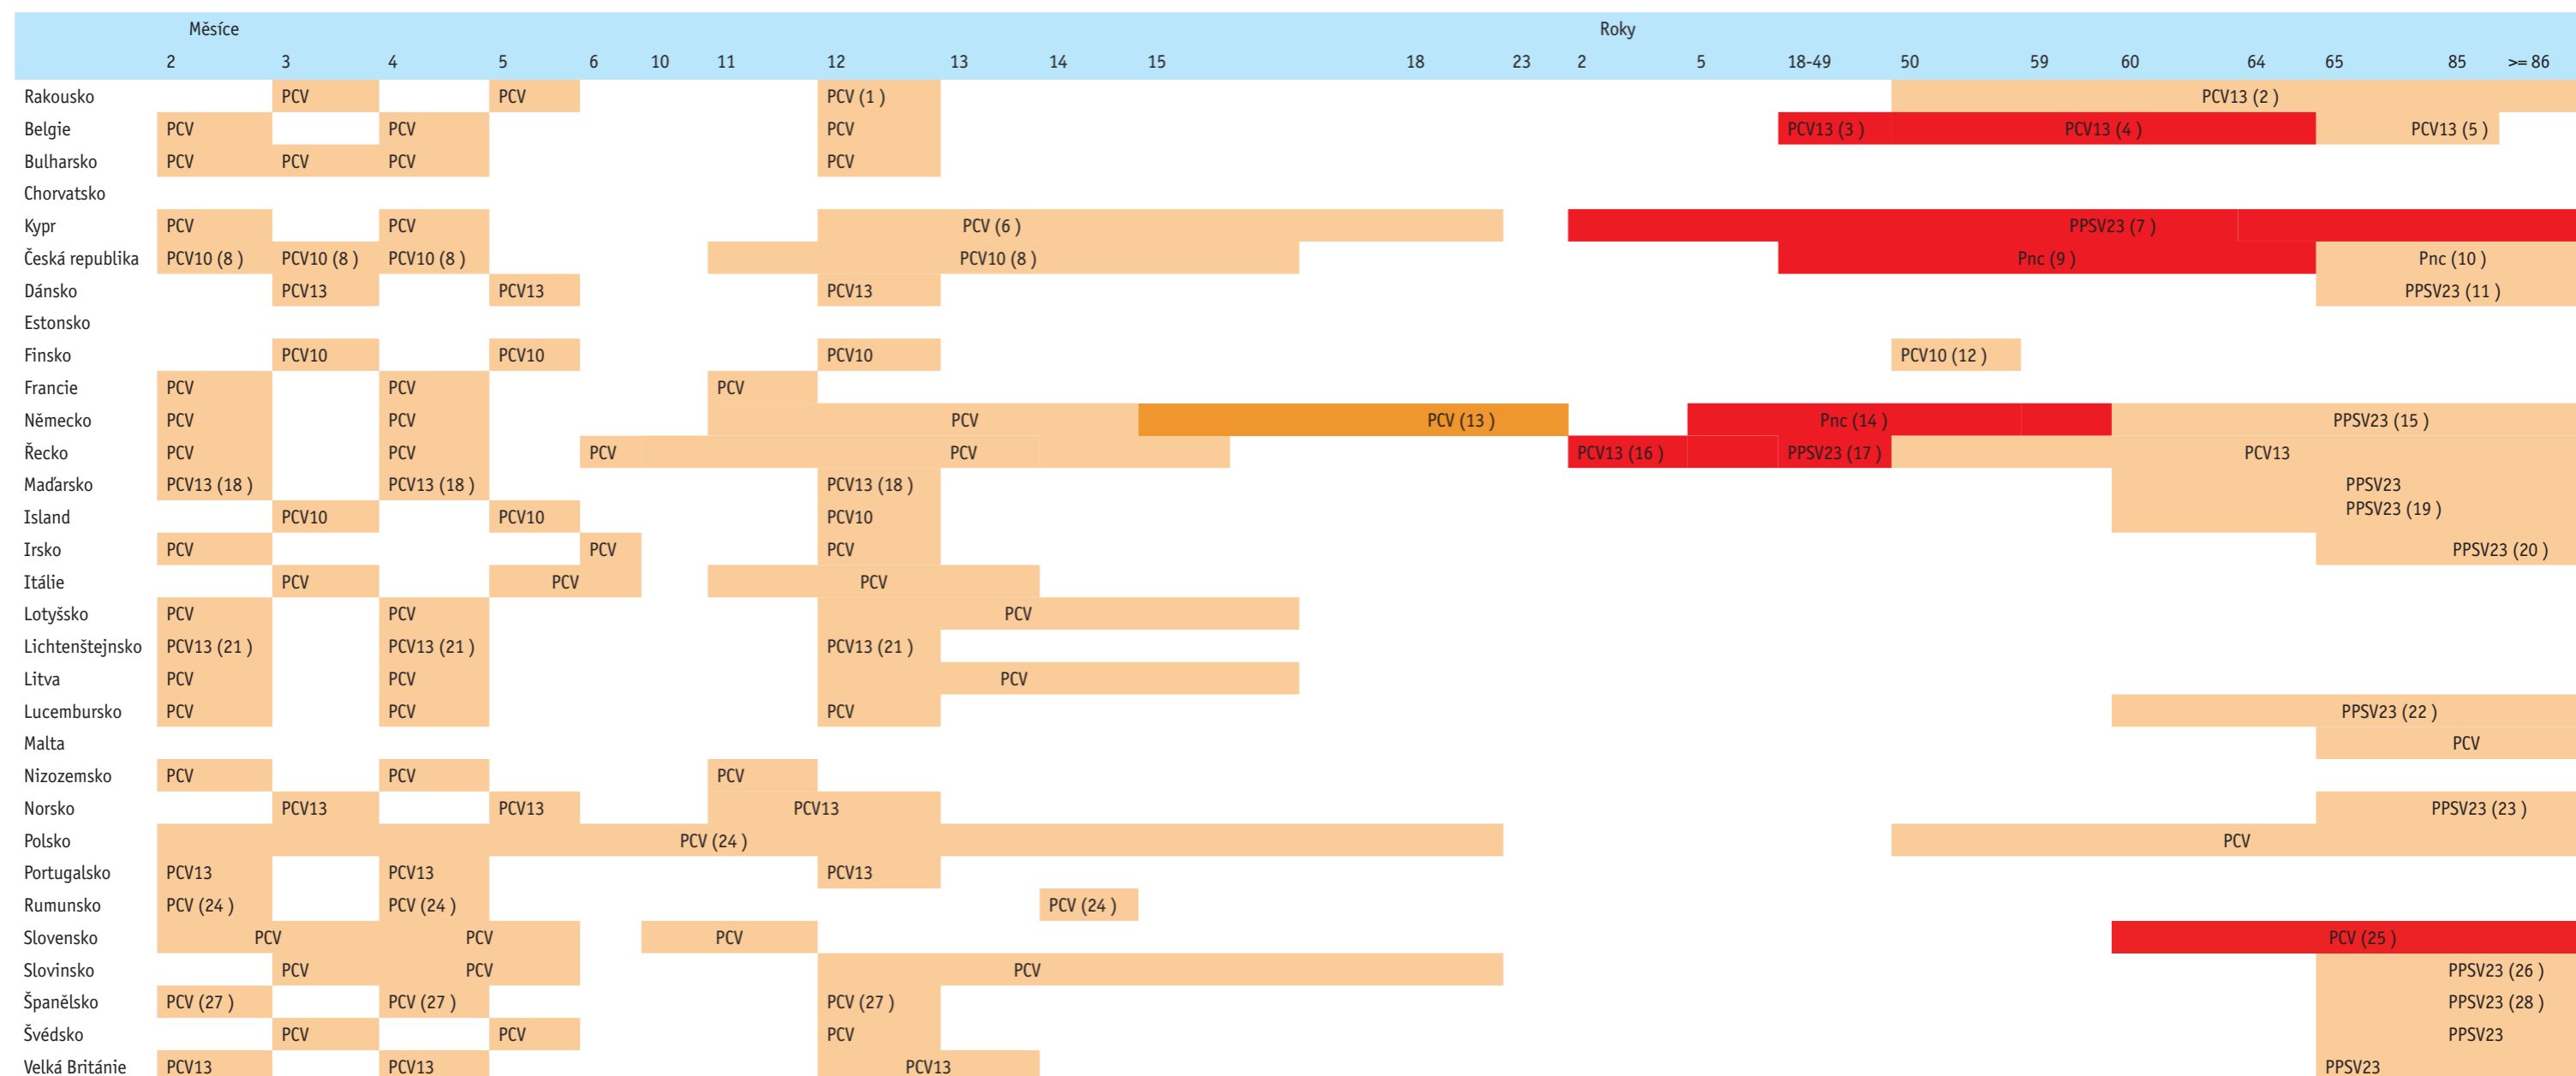 Měsíce Roky
2 3 4 5 6 10 11 12 13 14 15 18 23 2 5 18-49 50 59 60 64 65 85 >= 86
Rakousko PCV PCV PCV (1 ) PCV13 (2 )
Belgie PCV PCV PCV PCV13 (3 ) PCV13 (4 ) PCV13 (5 )
Bulharsko PCV PCV PCV PCV
Chorvatsko
Kypr PCV PCV PCV (6 ) PPSV23 (7 )
Česká republika PCV10 (8 ) PCV10 (8 ) PCV10 (8 ) PCV10 (8 ) Pnc (9 ) Pnc (10 )
Dánsko PCV13 PCV13 PCV13 PPSV23 (11 )
Estonsko
Finsko PCV10 PCV10 PCV10 PCV10 (12 )
Francie PCV PCV PCV
Německo PCV PCV PCV PCV (13 ) Pnc (14 ) PPSV23 (15 )
Řecko PCV PCV PCV PCV PCV13 (16 ) PPSV23 (17 ) PCV13
Maďarsko PCV13 (18 ) PCV13 (18 ) PCV13 (18 ) PPSV23
Island PCV10 PCV10 PCV10 PPSV23 (19 )
Irsko PCV PCV PCV PPSV23 (20 )
Itálie PCV PCV PCV
Lotyšsko PCV PCV PCV
Lichtenštejnsko PCV13 (21 ) PCV13 (21 ) PCV13 (21 )
Litva PCV PCV PCV
Lucembursko PCV PCV PCV PPSV23 (22 )
Malta PCV
Nizozemsko PCV PCV PCV
Norsko PCV13 PCV13 PCV13 PPSV23 (23 )
Polsko PCV (24 ) PCV
Portugalsko PCV13 PCV13 PCV13
Rumunsko PCV (24 ) PCV (24 ) PCV (24 )
Slovensko PCV PCV PCV PCV (25 )
Slovinsko PCV PCV PCV PPSV23 (26 )
Španělsko PCV (27 ) PCV (27 ) PCV (27 ) PPSV23 (28 )
Švédsko PCV PCV PCV PPSV23
Velká Británie PCV13 PCV13 PCV13 PPSV23